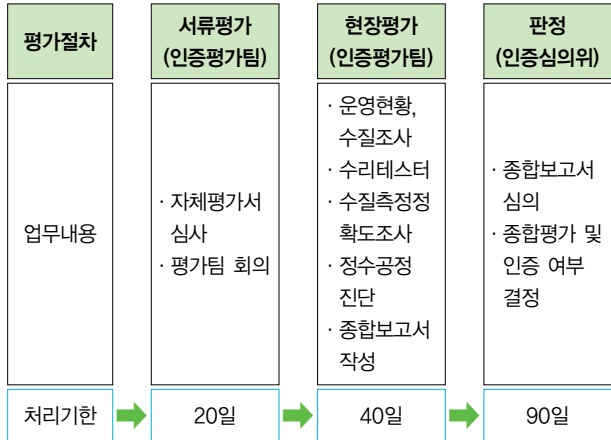 평가절차
서류평가
(인증평가팀)
현장평가
(인증평가팀)
판정
(인증심의위)
업무내용
· 자체평가서
심사
· 평가팀 회의
· 운영현황,
수질조사
· 수리테스터
· 수질측정정
확도조사
· 정수공정
진단
· 종합보고서
작성
· 종합보고서
심의
· 종합평가 및
인증 여부
결정
처리기한
20일
40일
90일